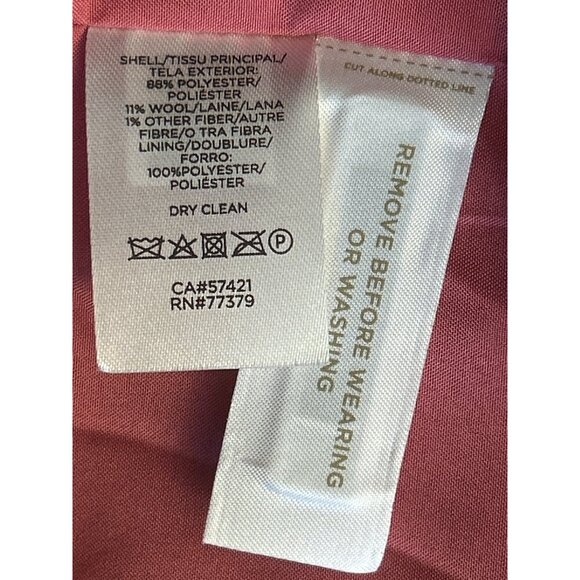 SHELL/TISSU PRINCIPAL/
TELA EXTERIOR:
88% POLYESTER/
POLIÉSTER
11% WOOL/LAINE/LANA
1% OTHER FIBER/AUTRE
FIBRE/O TRA FIBRA
LINING/DOUBLURE/
FORRO:
100%POLYESTER/
POLIÉSTER
DRY CLEAN
P
CA#57421
RN#77379
CUT ALONG DOTTED LINE
REMOVE BEFORE WEARING
OR WASHING